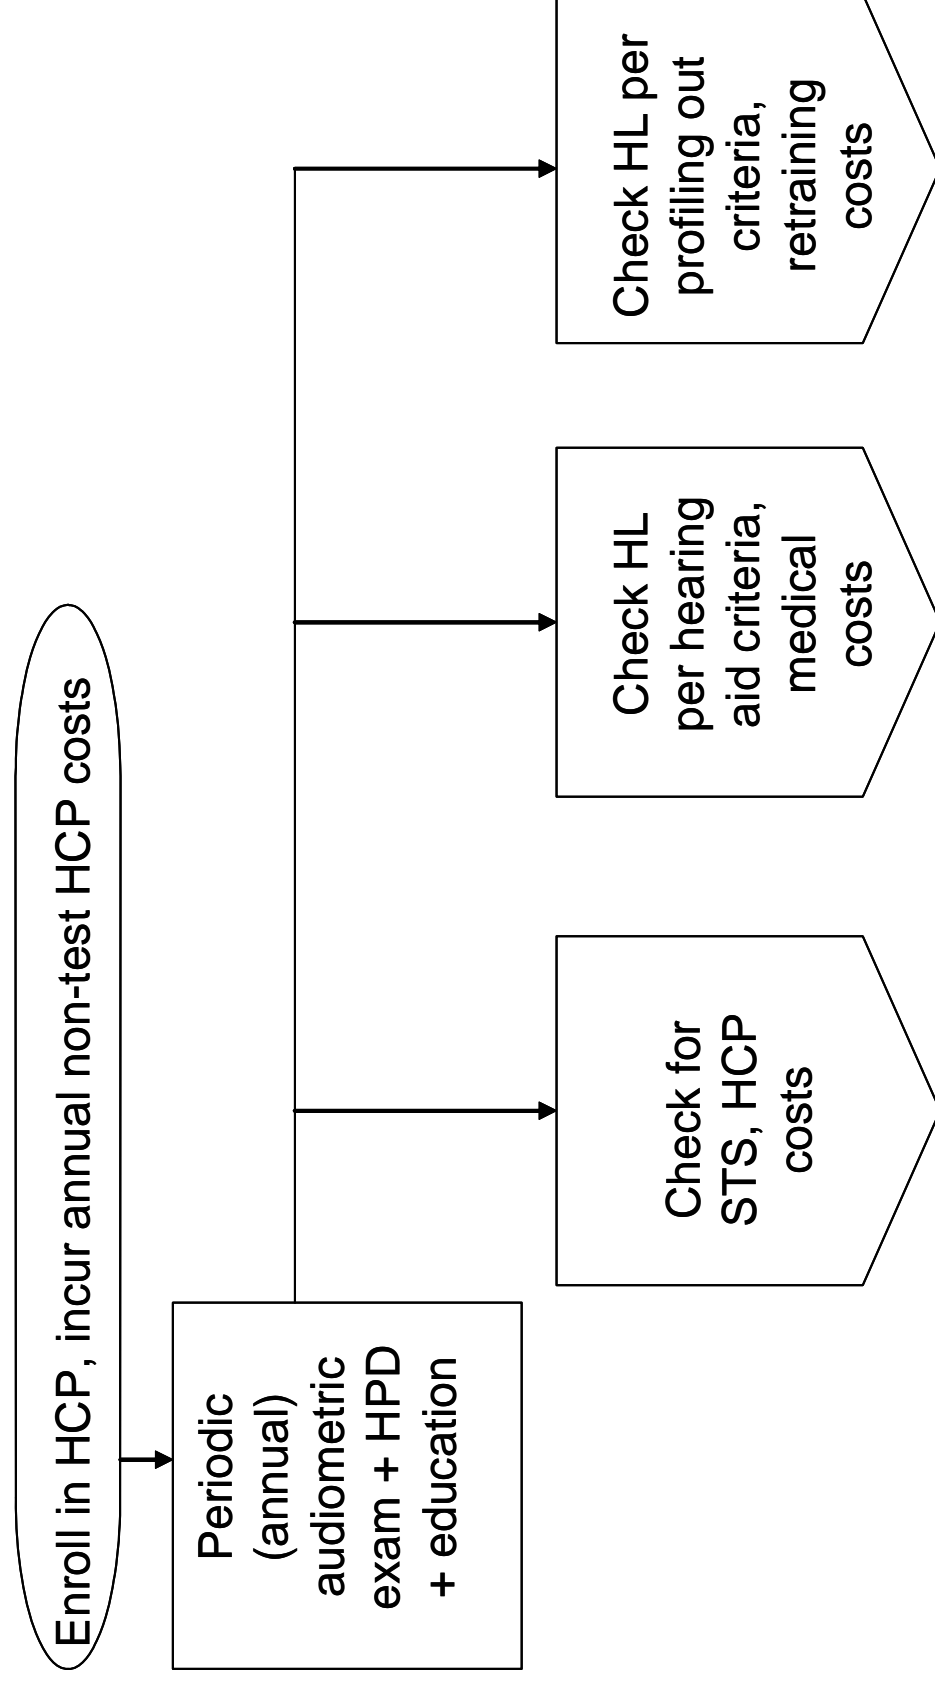 Enroll in HCP, incur annual non-test HCP costs
Periodic
(annual)
audiometric
exam + HPD
+ education
Check for
STS, HCP
costs
Check HL
per hearing
aid criteria,
medical
costs
Check HL per
profiling out
criteria,
retraining
costs